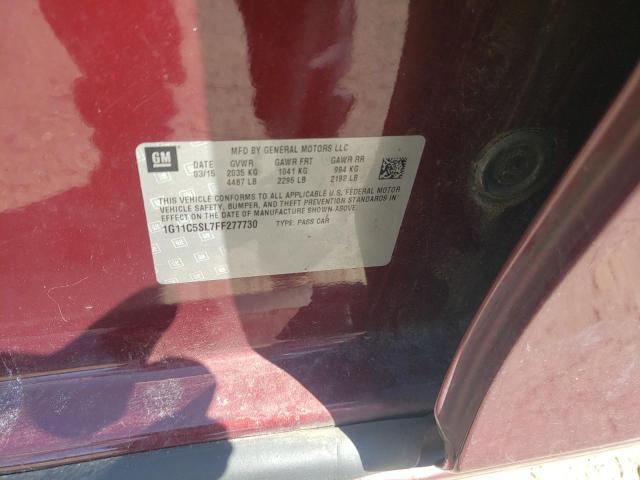 GM
MFD BY GENERAL MOTORS LLC
DATE GVWR GAWR FRT GAWR RR
03/15 2035 KG 1041 KG 994 KG
4487 LB 2295 LB 2192 LB
THIS VEHICLE CONFORMS TO ALL APPLICABLE U.S. FEDERAL MOTOR
VEHICLE SAFETY, BUMPER, AND THEFT PREVENTION STANDARDS IN
EFFECT ON THE DATE OF MANUFACTURE SHOWN ABOVE.
1G11C5SL7FF277730 TYPE: PASS CAR